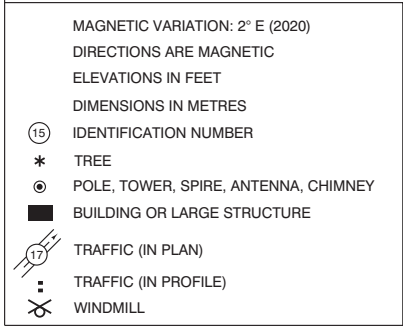 MAGNETIC VARIATION: 2° E (2020)
DIRECTIONS ARE MAGNETIC
ELEVATIONS IN FEET
DIMENSIONS IN METRES
15 IDENTIFICATION NUMBER
TREE
POLE, TOWER, SPIRE, ANTENNA, CHIMNEY
BUILDING OR LARGE STRUCTURE
17 TRAFFIC (IN PLAN)
TRAFFIC (IN PROFILE)
WINDMILL